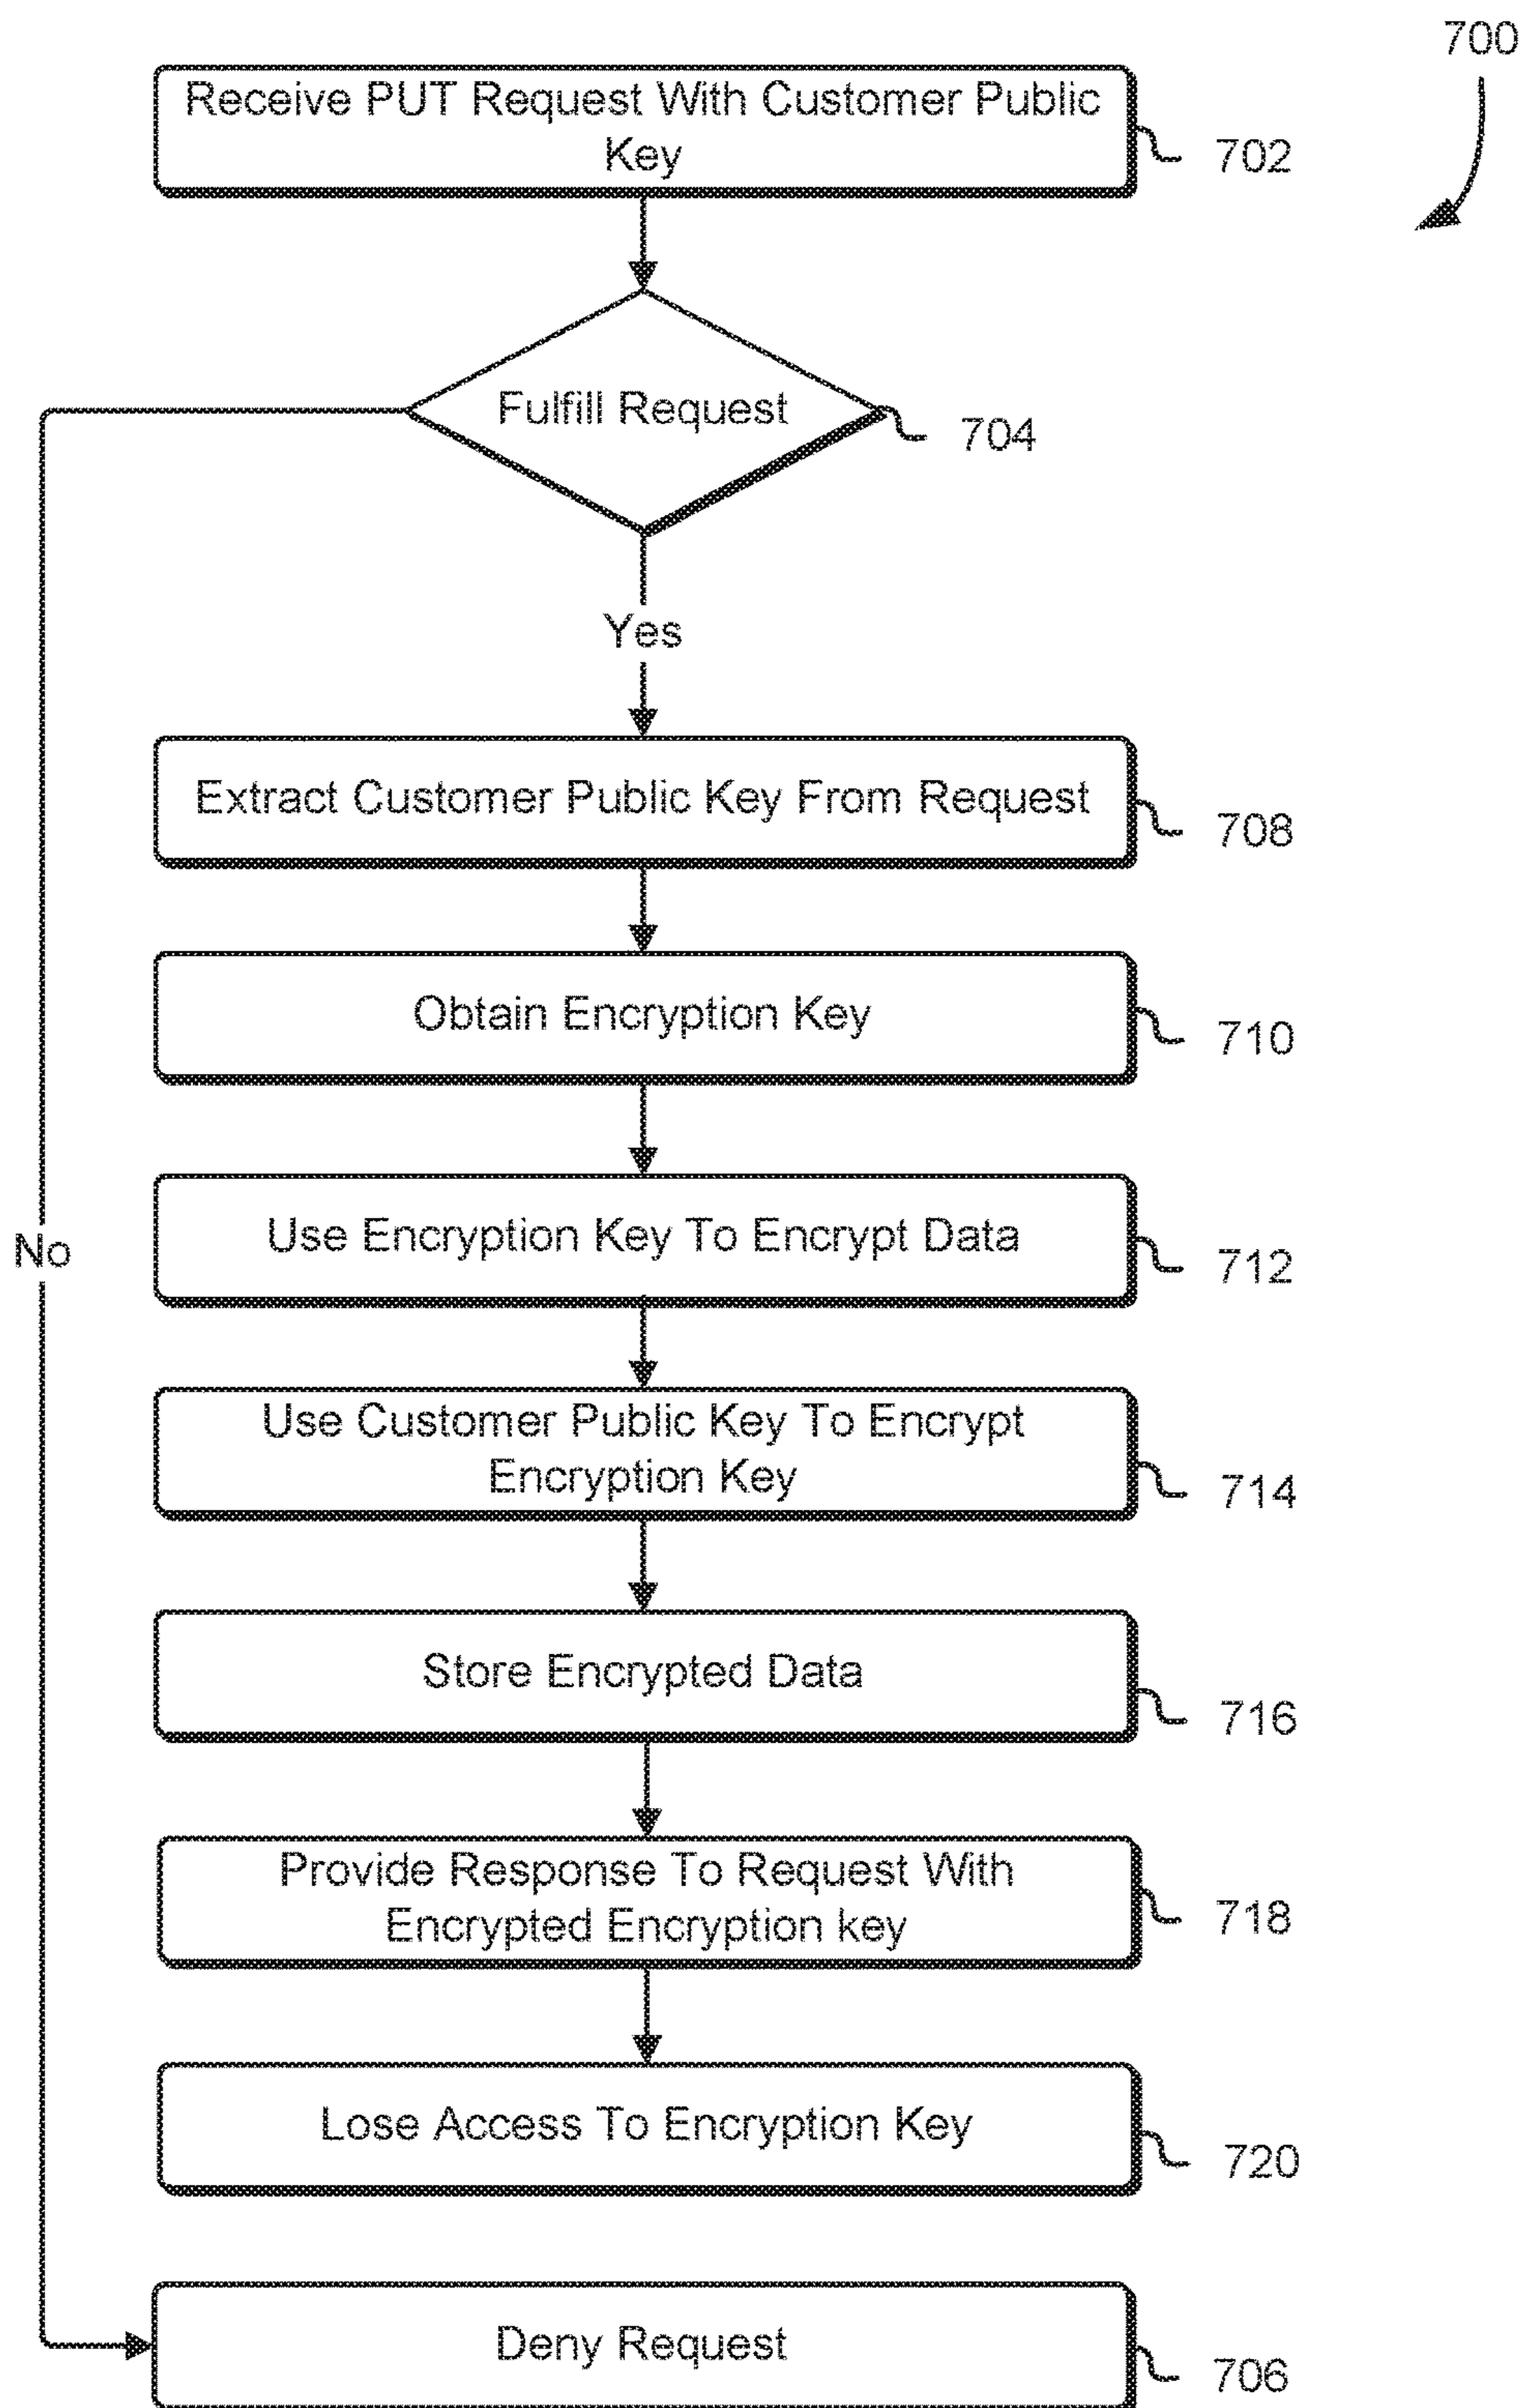 700
Receive PUT Request With Customer Public
Key
702
Fulfill Request
704
Yes
Extract Customer Public Key From Request
708
Obtain Encryption Key
710
Use Encryption Key To Encrypt Data
712
No
Use Customer Public Key To Encrypt
Encryption Key
714
Store Encrypted Data
716
Provide Response To Request With
Encrypted Encryption key
718
Lose Access To Encryption Key
720
Deny Request
706